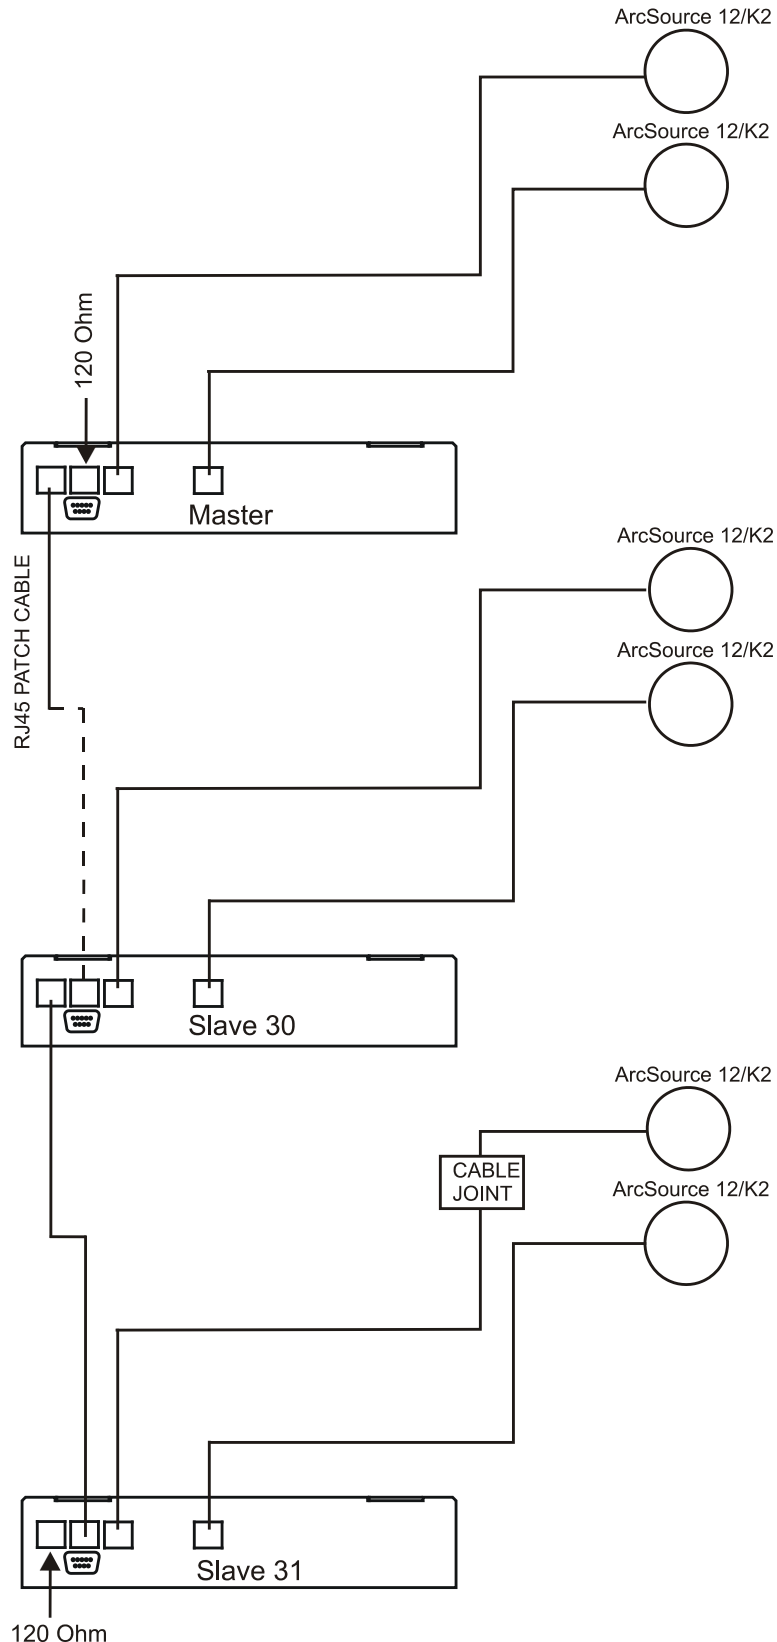 ArcSource 12/K2
ArcSource 12/K2
120 Ohm
Master
RJ45 PATCH CABLE
ArcSource 12/K2
ArcSource 12/K2
Slave 30
ArcSource 12/K2
CABLE
JOINT
ArcSource 12/K2
Slave 31
120 Ohm